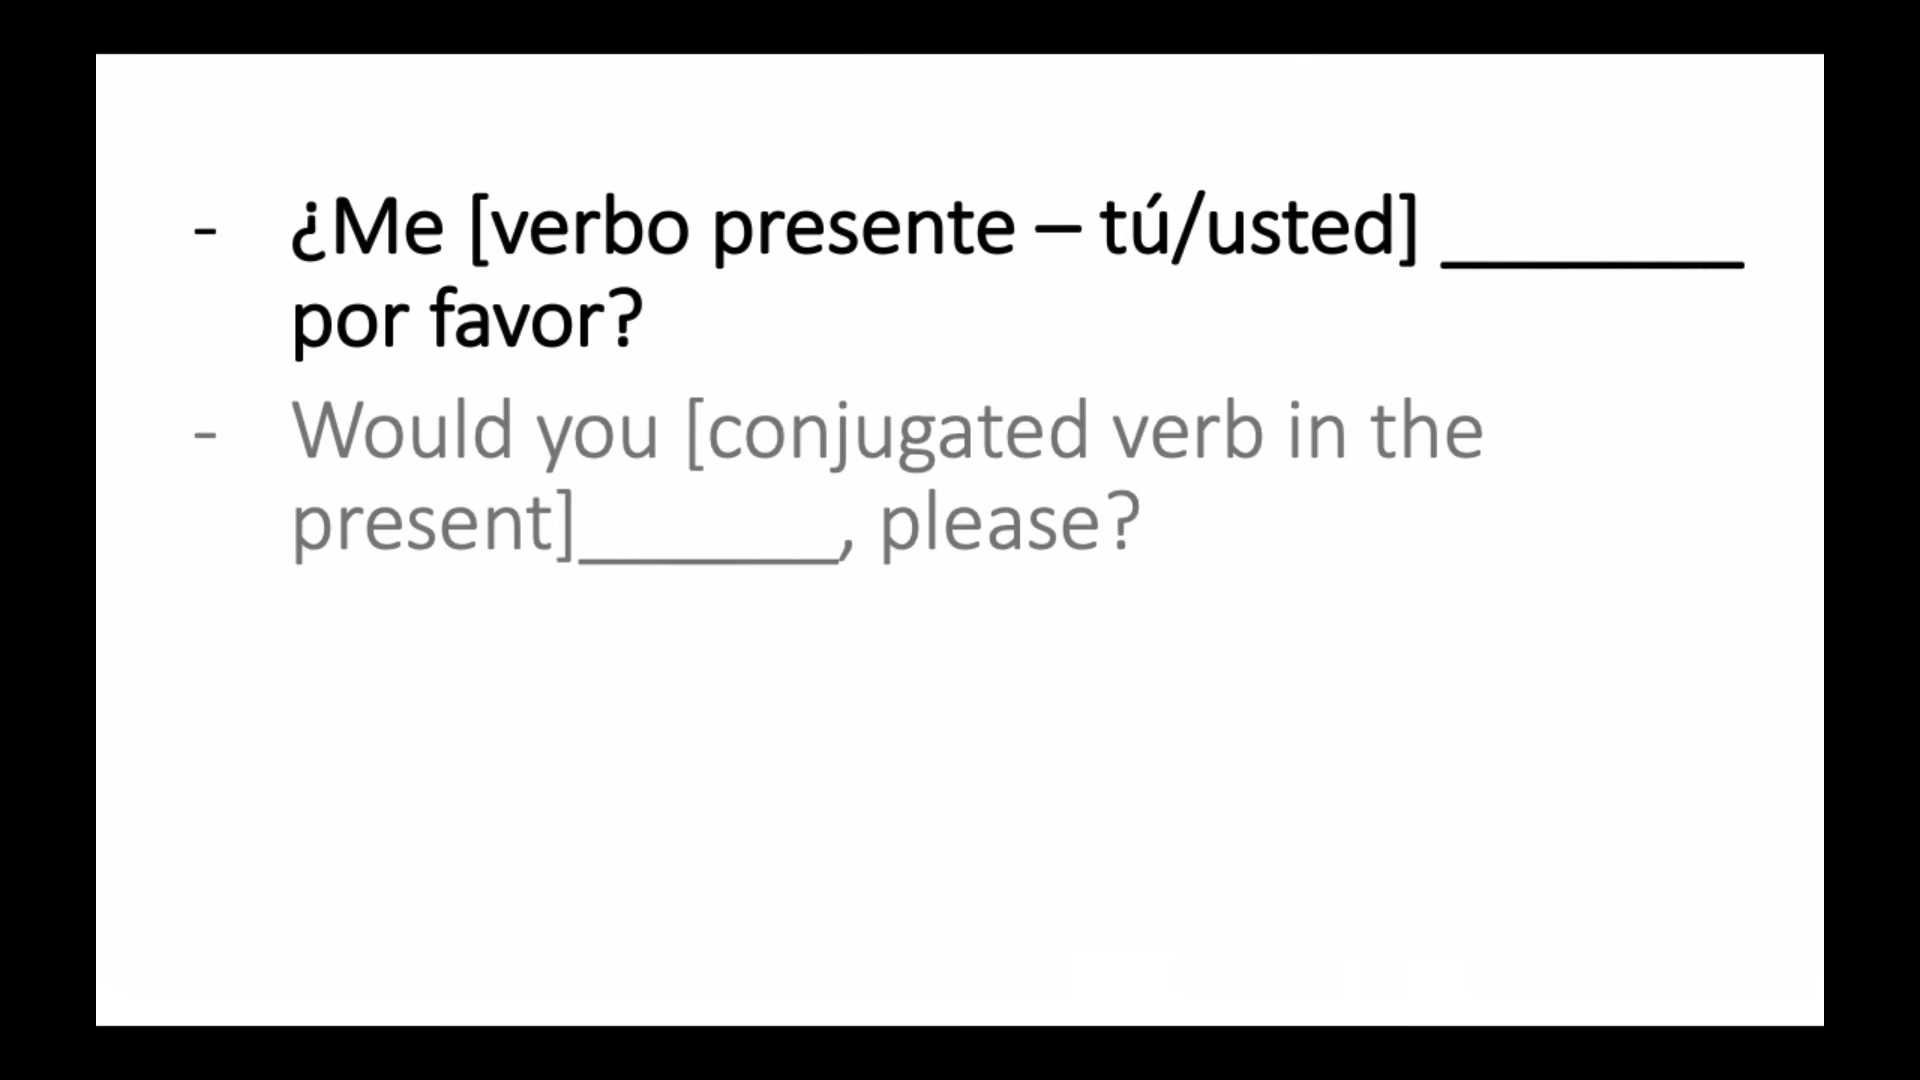 - ¿Me [verbo presente – tú/usted] ________
por favor?
- Would you [conjugated verb in the
present]_______, please?